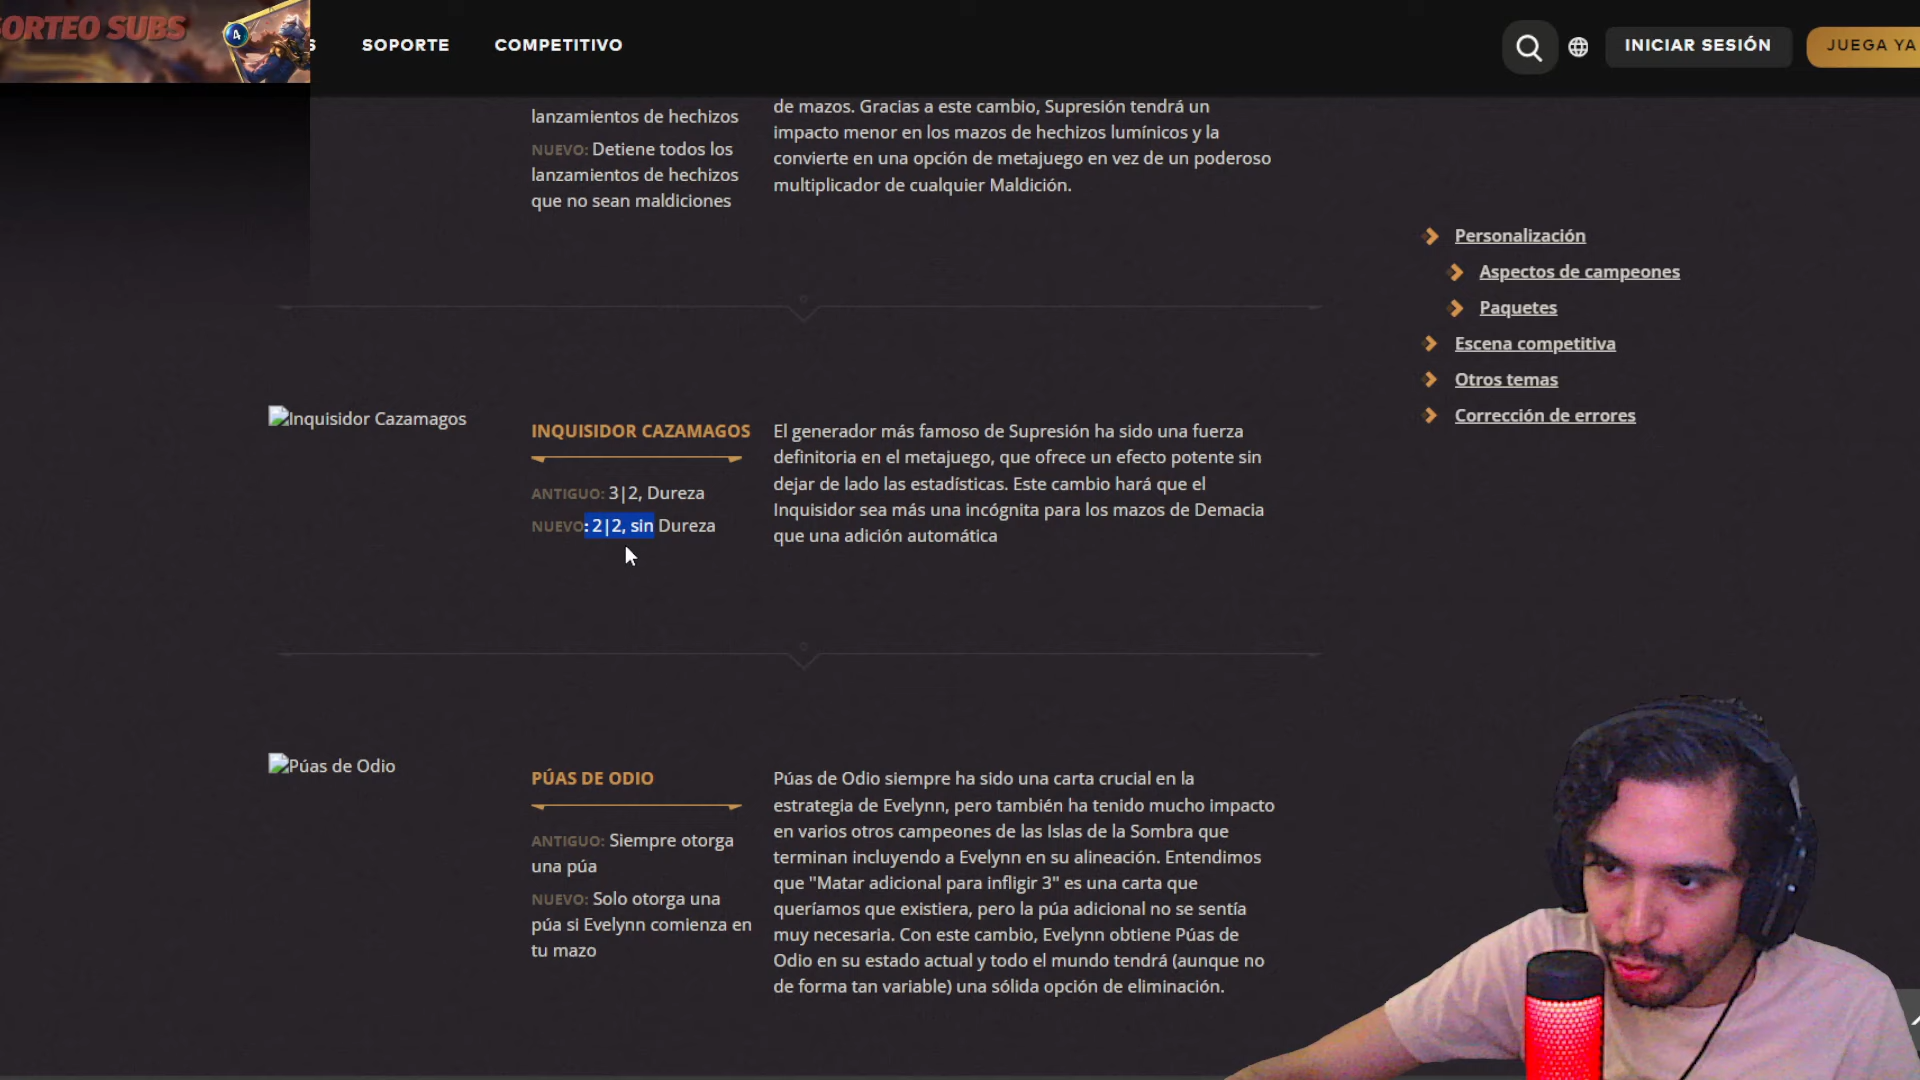 SORTEO SUBS
4
S
SOPORTE
COMPETITIVO
INICIAR SESIÓN
JUEGA YA
lanzamientos de hechizos
NUEVO: Detiene todos los
lanzamientos de hechizos
que no sean maldiciones
de mazos. Gracias a este cambio, Supresión tendrá un
impacto menor en los mazos de hechizos lumínicos y la
convierte en una opción de metajuego en vez de un poderoso
multiplicador de cualquier Maldición.
Personalización
Aspectos de campeones
Paquetes
Escena competitiva
Otros temas
Corrección de errores
Inquisidor Cazamagos
INQUISIDOR CAZAMAGOS
ANTIGUO: 3|2, Dureza
NUEVO: 2|2, sin Dureza
El generador más famoso de Supresión ha sido una fuerza
definitoria en el metajuego, que ofrece un efecto potente sin
dejar de lado las estadísticas. Este cambio hará que el
Inquisidor sea más una incógnita para los mazos de Demacia
que una adición automática
Púas de Odio
PÚAS DE ODIO
ANTIGUO: Siempre otorga
una púa
NUEVO: Solo otorga una
púa si Evelynn comienza en
tu mazo
Púas de Odio siempre ha sido una carta crucial en la
estrategia de Evelynn, pero también ha tenido mucho impacto
en varios otros campeones de las Islas de la Sombra que
terminan incluyendo a Evelynn en su alineación. Entendimos
que "Matar adicional para infligir 3" es una carta que
queríamos que existiera, pero la púa adicional no se sentía
muy necesaria. Con este cambio, Evelynn obtiene Púas de
Odio en su estado actual y todo el mundo tendrá (aunque no
de forma tan variable) una sólida opción de eliminación.